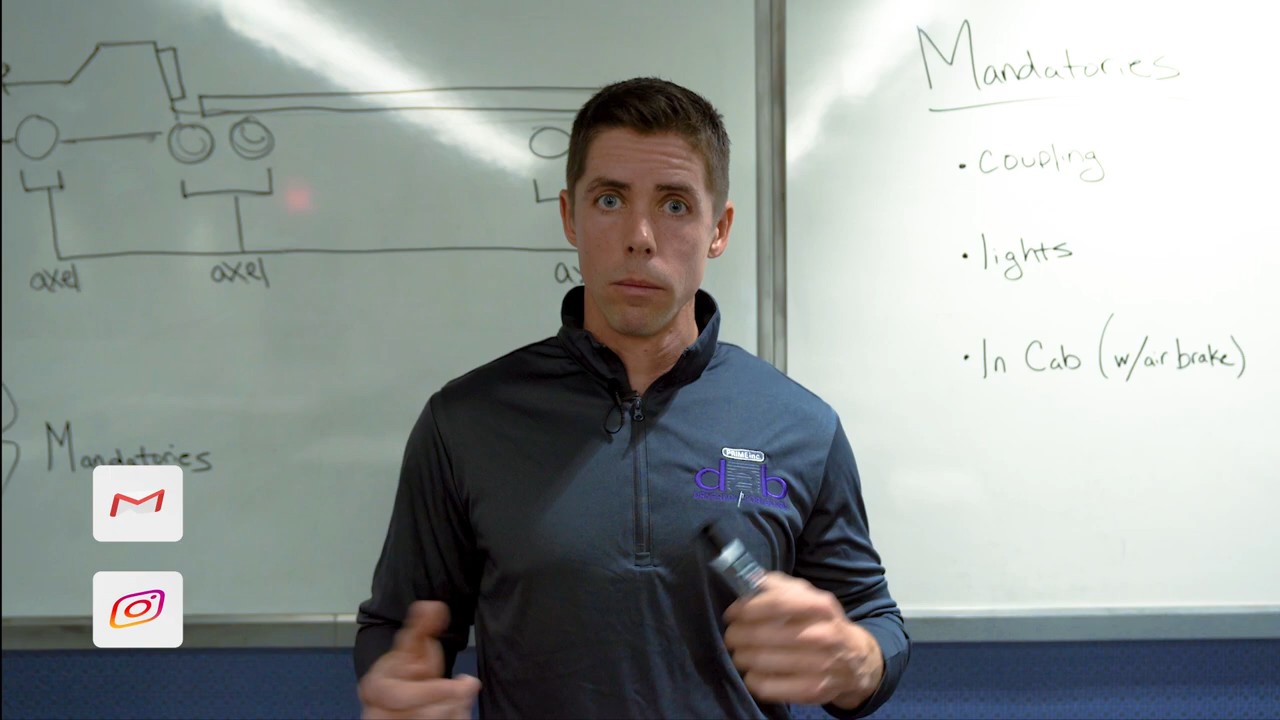 axel
axel
Mandatories
PRIME inc.
d b
Mandatories
• coupling
• lights
• In Cab (w/air brake)